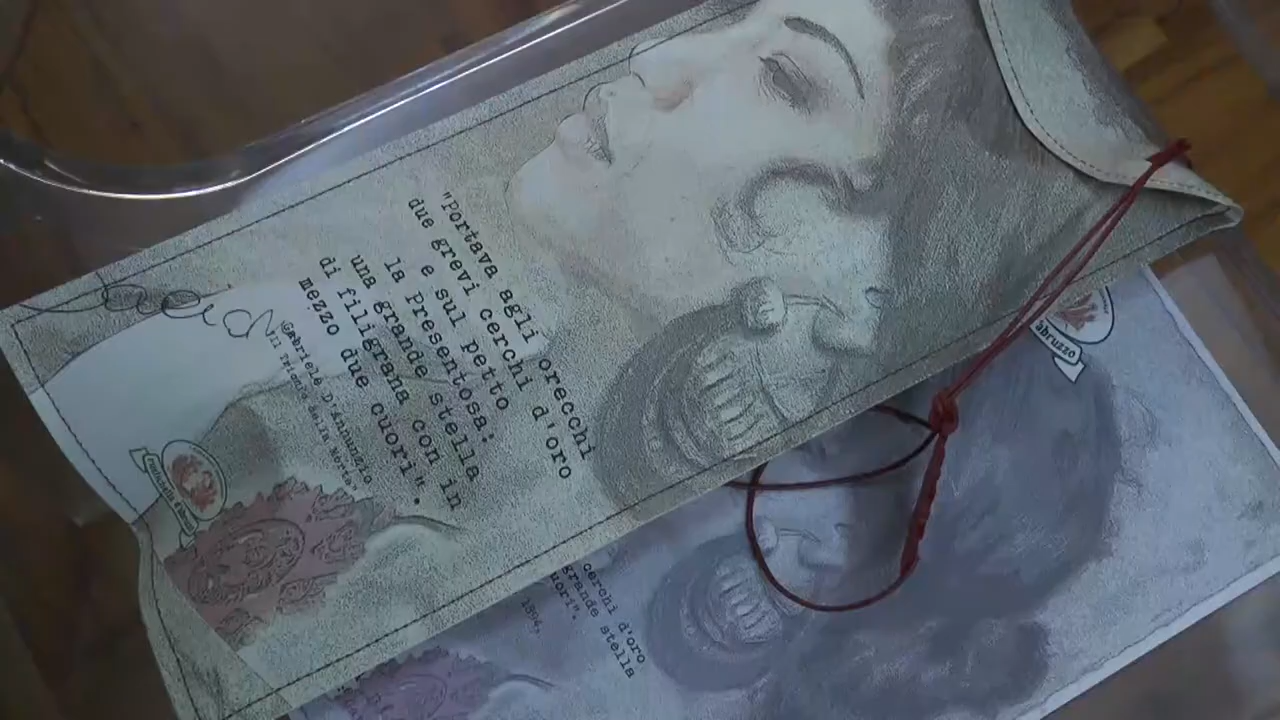 "Portava agli orecchi
due grevi cerchi d'oro
e sul petto
la Presentosa:
una grande stella
di filigrana con in
mezzo due cuori".
Gabriele D'Annunzio
"Il Trionfo della Morte"
abruzzo
cerchi d'oro
grande stella
uori".
1894,